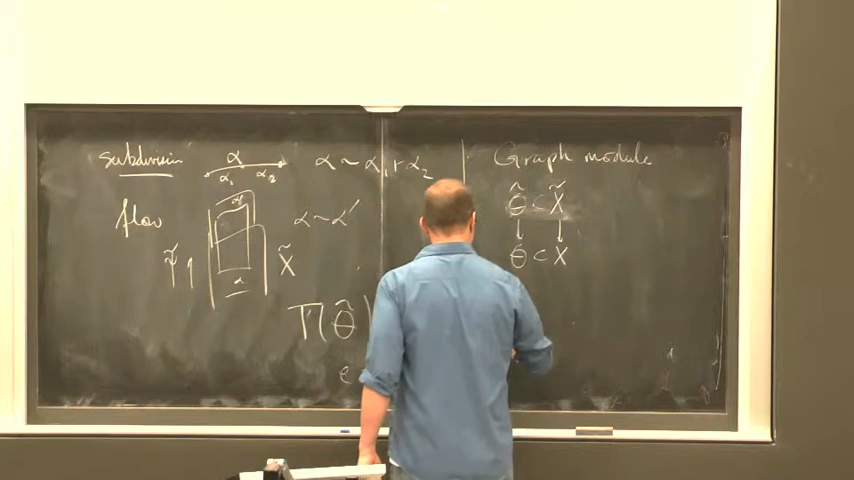 subdivision α α₁ α₂ α ~ α₁ r α₂
flow α' α ~ α'
α
ψ̃ ↑ X̃
Π(Θ̂
e
Graph module
Θ̂ ⊂ X̃
↓ ↓
Θ ⊂ X